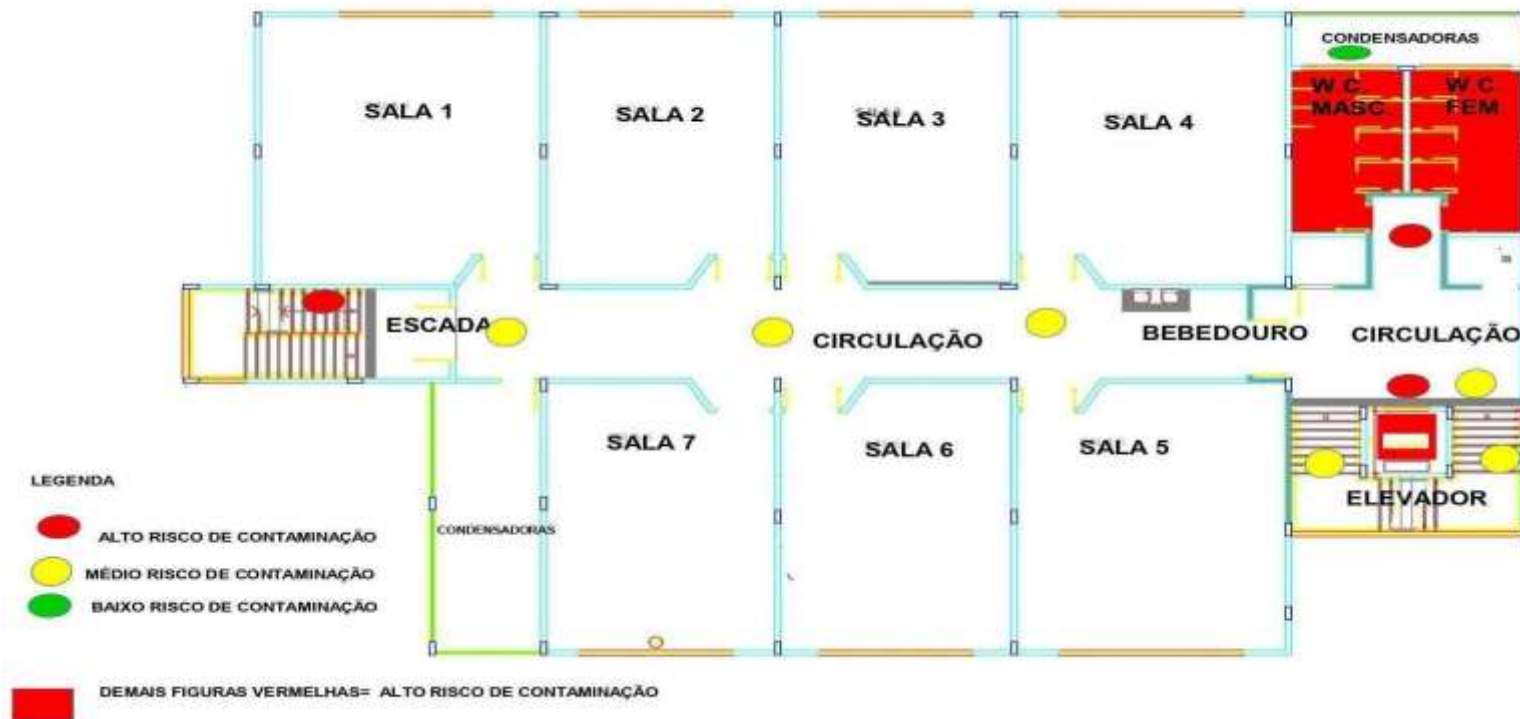 CONDENSADORAS
W.C. MASC.
W.C. FEM.
SALA 1
SALA 2
SALA 3
SALA 4
ESCADA
CIRCULAÇÃO
BEBEDOURO
CIRCULAÇÃO
SALA 7
SALA 6
SALA 5
ELEVADOR
CONDENSADORAS
LEGENDA
ALTO RISCO DE CONTAMINAÇÃO
MÉDIO RISCO DE CONTAMINAÇÃO
BAIXO RISCO DE CONTAMINAÇÃO
DEMAIS FIGURAS VERMELHAS= ALTO RISCO DE CONTAMINAÇÃO